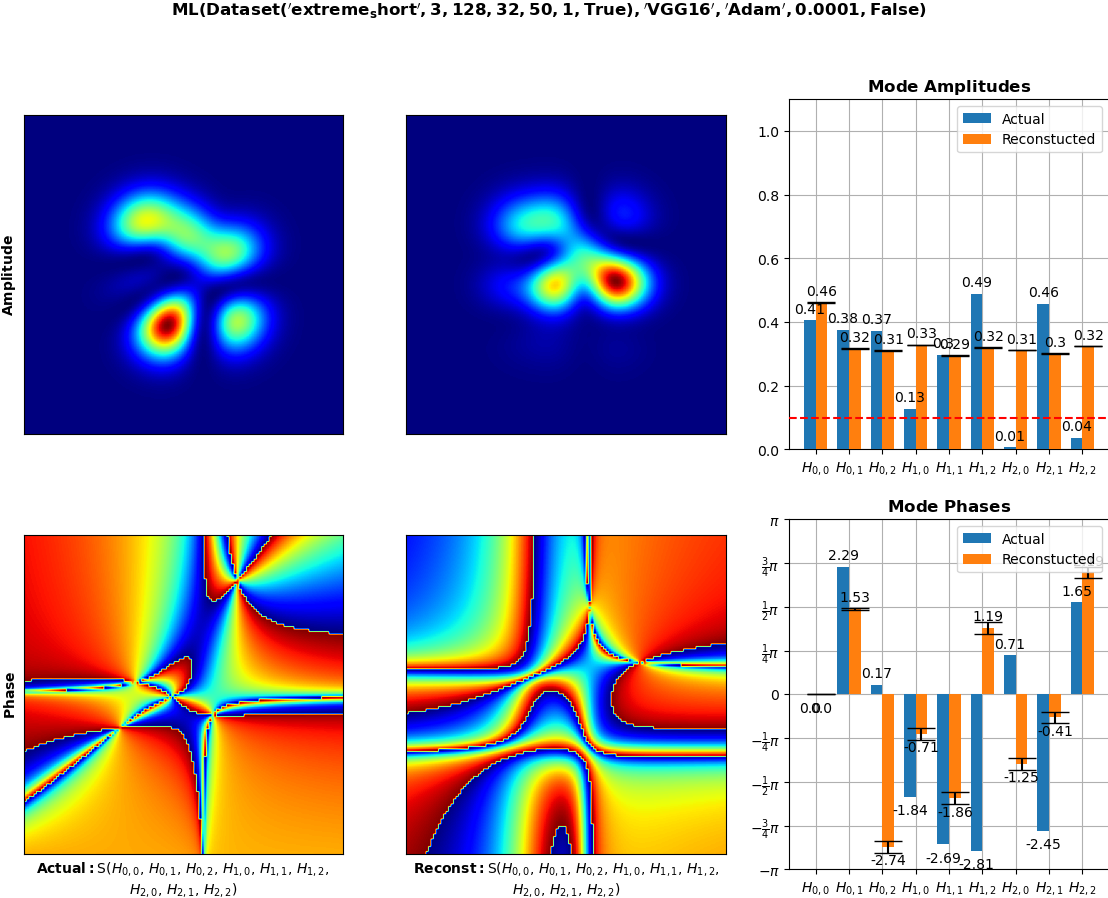 ML(Dataset('extreme_short', 3, 128, 32, 50, 1, True), 'VGG16', 'Adam', 0.0001, False)
Amplitude
Mode Amplitudes
Actual
Reconstucted
1.0
0.8
0.6
0.4
0.2
0.0
0.41 0.46 0.38 0.32 0.37 0.31 0.13 0.33 0.3 0.29 0.49 0.32 0.01 0.31 0.46 0.3 0.04 0.32
H0,0 H0,1 H0,2 H1,0 H1,1 H1,2 H2,0 H2,1 H2,2
Phase
Actual: S(H0,0, H0,1, H0,2, H1,0, H1,1, H1,2,
H2,0, H2,1, H2,2)
Reconst: S(H0,0, H0,1, H0,2, H1,0, H1,1, H1,2,
H2,0, H2,1, H2,2)
Mode Phases
Actual
Reconstucted
π
3/4π
1/2π
1/4π
0
−1/4π
−1/2π
−3/4π
−π
0.0 0.0 2.29 1.53 0.17 -2.74 -1.84 -0.71 -2.69 -1.86 -2.81 1.19 0.71 -1.25 -2.45 -0.41 1.65
H0,0 H0,1 H0,2 H1,0 H1,1 H1,2 H2,0 H2,1 H2,2